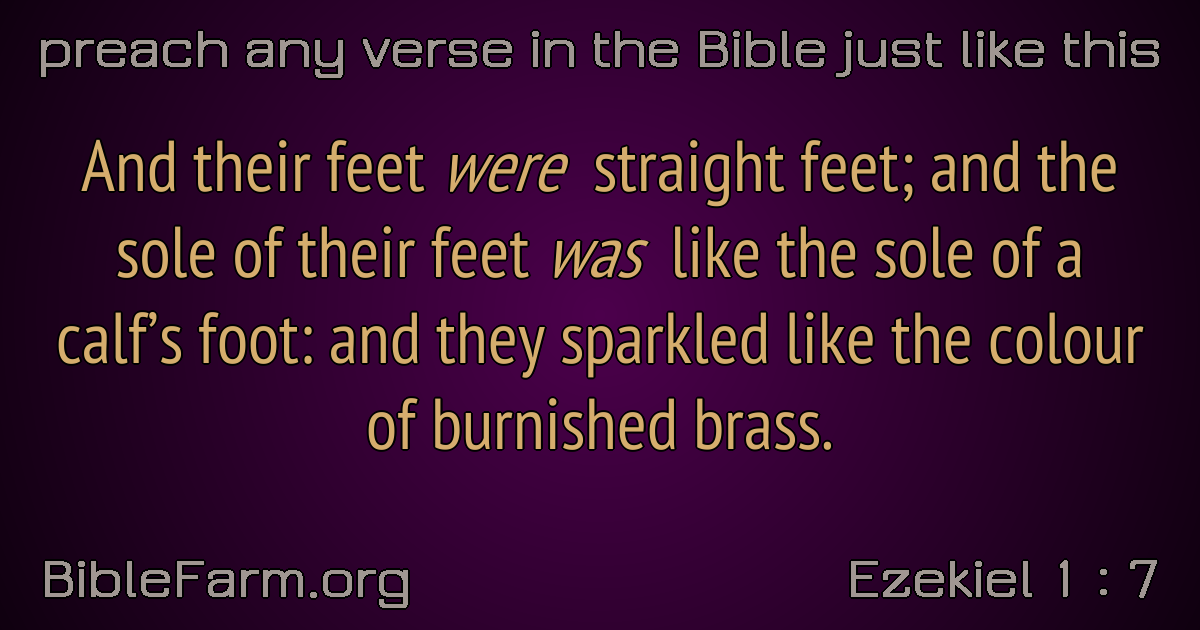 preach any verse in the Bible just like this
And their feet were straight feet; and the
sole of their feet was like the sole of a
calf’s foot: and they sparkled like the colour
of burnished brass.
BibleFarm.org
Ezekiel 1 : 7